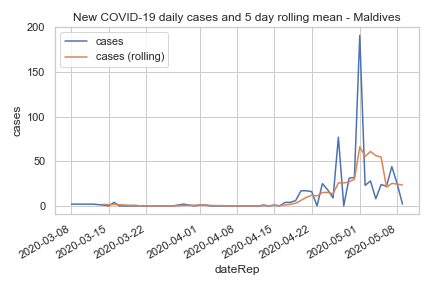 New COVID-19 daily cases and 5 day rolling mean - Maldives
cases
cases (rolling)
200
150
100
50
0
cases
2020-03-08
2020-03-15
2020-03-22
2020-04-01
2020-04-08
2020-04-15
2020-04-22
2020-05-01
2020-05-08
dateRep